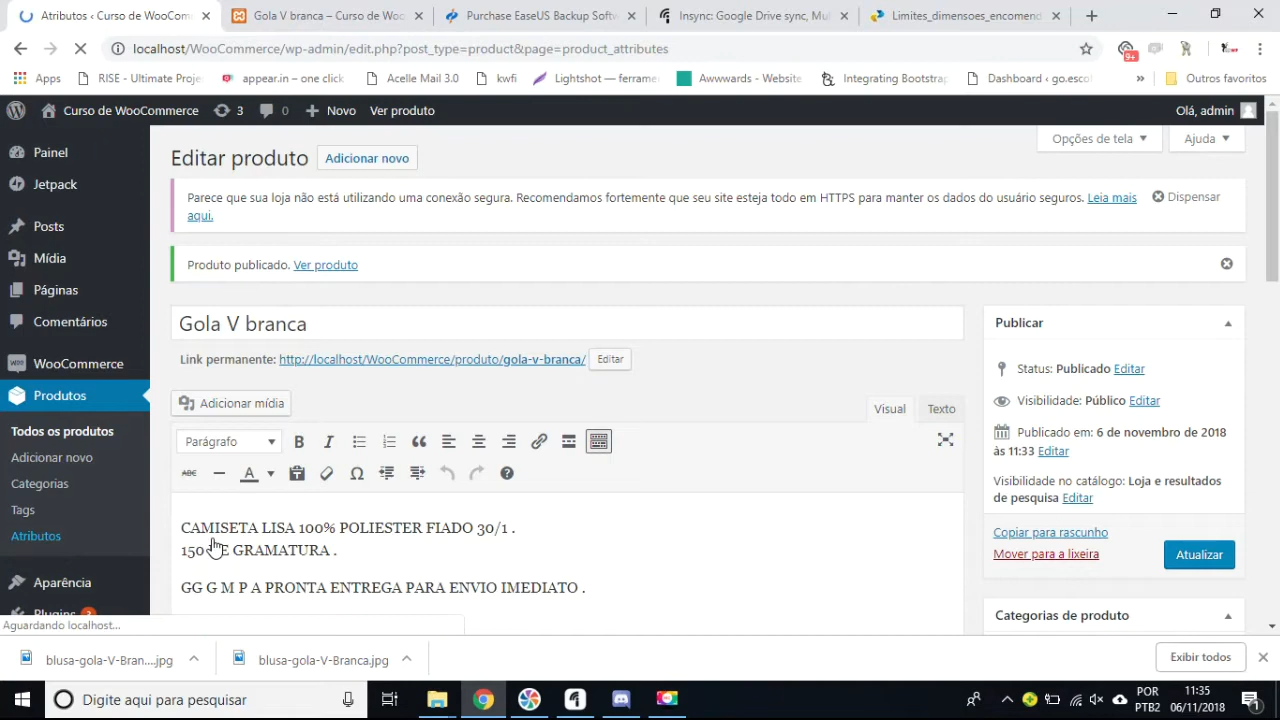 Atributos ‹ Curso de WooCom
Gola V branca – Curso de Woo
Purchase EaseUS Backup Softw
Insync: Google Drive sync, Mul
Limites_dimensoes_encomend
localhost/WooCommerce/wp-admin/edit.php?post_type=product&page=product_attributes
9+
Apps
RISE - Ultimate Proje
appear.in – one click
Acelle Mail 3.0
kwfi
Lightshot — ferrame
Awwwards - Website
Integrating Bootstrap
Dashboard ‹ go.escol
»
Outros favoritos
Curso de WooCommerce
3
0
Novo
Ver produto
Olá, admin
Painel
Jetpack
Posts
Mídia
Páginas
Comentários
WooCommerce
Produtos
Todos os produtos
Adicionar novo
Categorias
Tags
Atributos
Aparência
Plugins
Opções de tela
Ajuda
Editar produto
Adicionar novo
Parece que sua loja não está utilizando uma conexão segura. Recomendamos fortemente que seu site esteja todo em HTTPS para manter os dados do usuário seguros. Leia mais
aqui.
Dispensar
Produto publicado. Ver produto
Gola V branca
Link permanente: http://localhost/WooCommerce/produto/gola-v-branca/
Editar
Adicionar mídia
Visual
Texto
Parágrafo
B
I
ABC
A
Ω
CAMISETA LISA 100% POLIESTER FIADO 30/1 .
150 DE GRAMATURA .
GG G M P A PRONTA ENTREGA PARA ENVIO IMEDIATO .
Publicar
Status: Publicado Editar
Visibilidade: Público Editar
Publicado em: 6 de novembro de 2018
às 11:33 Editar
Visibilidade no catálogo: Loja e resultados
de pesquisa Editar
Copiar para rascunho
Mover para a lixeira
Atualizar
Categorias de produto
Aguardando localhost...
blusa-gola-V-Bran....jpg
blusa-gola-V-Branca.jpg
Exibir todos
Digite aqui para pesquisar
POR
PTB2
11:35
06/11/2018
1